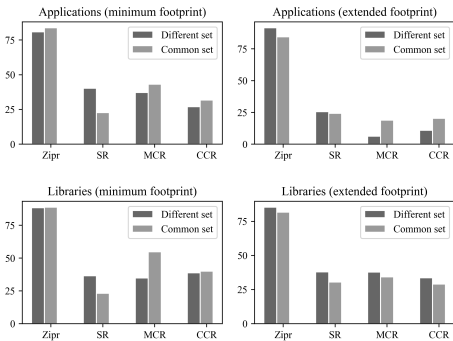 Applications (minimum footprint)
Different set
Common set
75
50
25
0
Zipr
SR
MCR
CCR
Applications (extended footprint)
Different set
Common set
75
50
25
0
Zipr
SR
MCR
CCR
Libraries (minimum footprint)
Different set
Common set
75
50
25
0
Zipr
SR
MCR
CCR
Libraries (extended footprint)
Different set
Common set
75
50
25
0
Zipr
SR
MCR
CCR